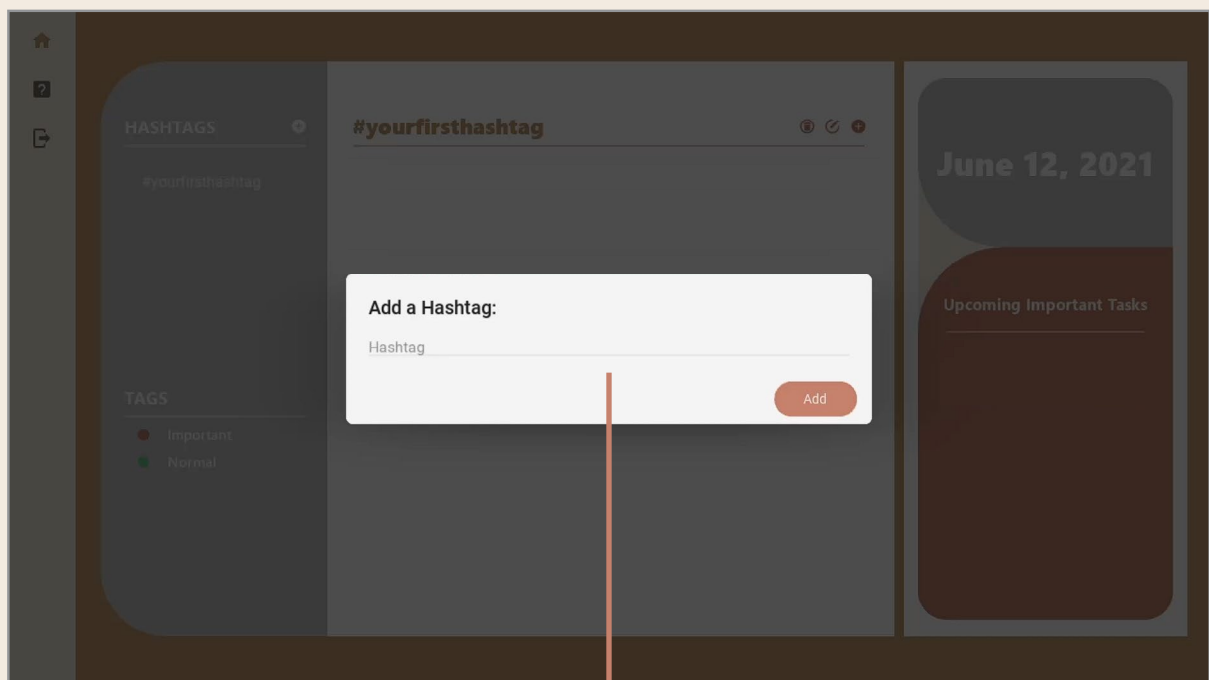 HASHTAGS
#yourfirsthashtag
#yourfirsthashtag
June 12, 2021
Add a Hashtag:
Hashtag
Add
Upcoming Important Tasks
TAGS
Important
Normal